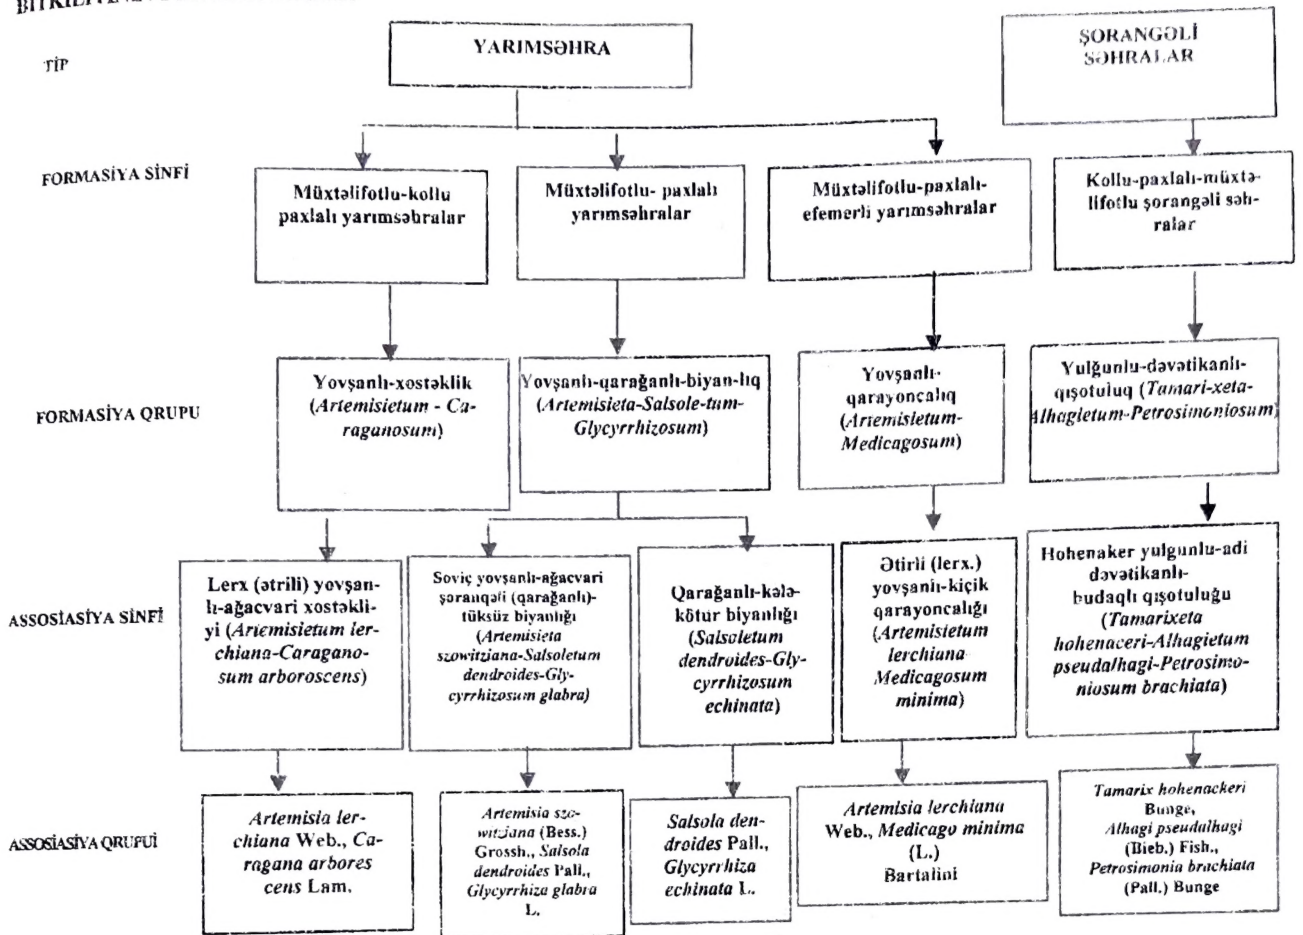 TİP
YARIMSƏHRA
ŞORANGƏLİ
SƏHRALAR
FORMASİYA SİNFİ
Müxtəlifotlu-kollu
paxlalı yarımsəhralar
Müxtəlifotlu- paxlalı
yarımsəhralar
Müxtəlifotlu-paxlalı-
efemerli yarımsəhralar
Kollu-paxlalı-müxtə-
lifotlu şorangəli səh-
ralar
FORMASİYA QRUPU
Yovşanlı-xostəklik
(Artemisietum - Ca-
raganosum)
Yovşanlı-qarağanlı-biyan-lıq
(Artemisieta-Salsole-tum-
Glycyrrhizosum)
Yovşanlı-
qarayoncalıq
(Artemisietum-
Medicagosum)
Yulğunlu-dəvətikanlı-
qışotuluq (Tamari-xeta-
Alhagietum-Petrosimoniosum)
ASSOSİASİYA SİNFİ
Lerx (ətrili) yovşan-
lı-ağacvari xostəkli-
yi (Artemisietum ler-
chiana-Caragano-
sum arboroscens)
Soviç yovşanlı-ağacvari
şoranqəli (qarağanlı)-
tüksüz biyanlığı
(Artemisieta
szowitziana-Salsoletum
dendroides-Gly-
cyrrhizosum glabra)
Qarağanlı-kələ-
kötür biyanlığı
(Salsoletum
dendroides-Gly-
cyrrhizosum
echinata)
Ətirli (lerx.)
yovşanlı-kiçik
qarayoncalığı
(Artemisietum
lerchiana-
Medicagosum
minima)
Hohenaker yulgunlu-adi
dəvətikanlı-
budaqlı qışotuluğu
(Tamarixeta
hohenaceri-Alhagietum
pseudalhagi-Petrosimo-
niosum brachiata)
ASSOSİASİYA QRUPUİ
Artemisia ler-
chiana Web., Ca-
ragana arbores
cens Lam.
Artemisia szo-
witziana (Bess.)
Grossh., Salsola
dendroides Pall.,
Glycyrrhiza glabra
L.
Salsola den-
droides Pall.,
Glycyrrhiza
echinata L.
Artemisia lerchiana
Web., Medicago minima
(L.)
Bartalini
Tamarix hohenackeri
Bunge,
Alhagi pseudalhagi
(Bieb.) Fish.,
Petrosimonia brachiata
(Pall.) Bunge